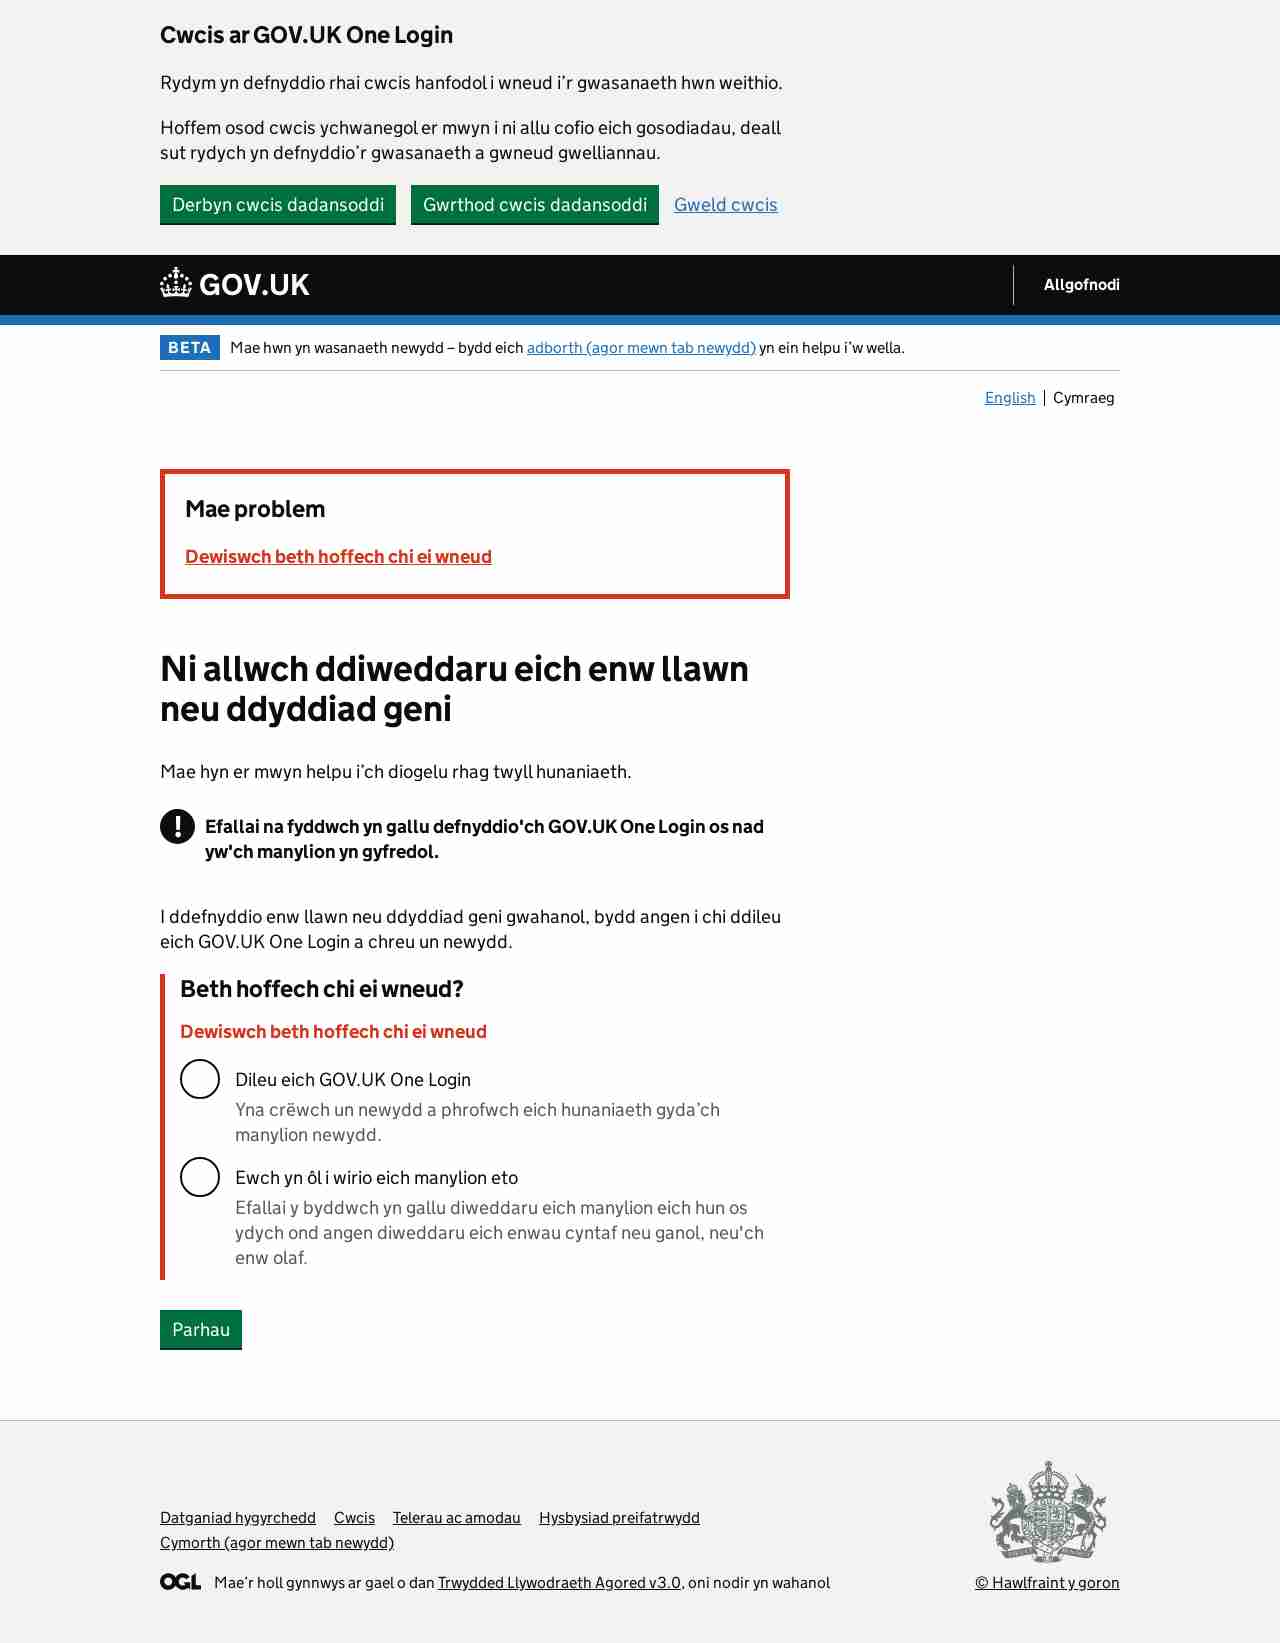 Cwcis ar GOV.UK One Login
Rydym yn defnyddio rhai cwcis hanfodol i wneud i’r gwasanaeth hwn weithio.
Hoffem osod cwcis ychwanegol er mwyn i ni allu cofio eich gosodiadau, deall
sut rydych yn defnyddio’r gwasanaeth a gwneud gwelliannau.
Derbyn cwcis dadansoddi Gwrthod cwcis dadansoddi Gweld cwcis
GOV.UK Allgofnodi
BETA Mae hwn yn wasanaeth newydd – bydd eich adborth (agor mewn tab newydd) yn ein helpu i’w wella.
English Cymraeg
Mae problem
Dewiswch beth hoffech chi ei wneud
Ni allwch ddiweddaru eich enw llawn
neu ddyddiad geni
Mae hyn er mwyn helpu i’ch diogelu rhag twyll hunaniaeth.
! Efallai na fyddwch yn gallu defnyddio'ch GOV.UK One Login os nad
yw'ch manylion yn gyfredol.
I ddefnyddio enw llawn neu ddyddiad geni gwahanol, bydd angen i chi ddileu
eich GOV.UK One Login a chreu un newydd.
Beth hoffech chi ei wneud?
Dewiswch beth hoffech chi ei wneud
Dileu eich GOV.UK One Login
Yna crëwch un newydd a phrofwch eich hunaniaeth gyda’ch
manylion newydd.
Ewch yn ôl i wirio eich manylion eto
Efallai y byddwch yn gallu diweddaru eich manylion eich hun os
ydych ond angen diweddaru eich enwau cyntaf neu ganol, neu'ch
enw olaf.
Parhau
Datganiad hygyrchedd Cwcis Telerau ac amodau Hysbysiad preifatrwydd
Cymorth (agor mewn tab newydd)
OGL Mae’r holl gynnwys ar gael o dan Trwydded Llywodraeth Agored v3.0, oni nodir yn wahanol
© Hawlfraint y goron